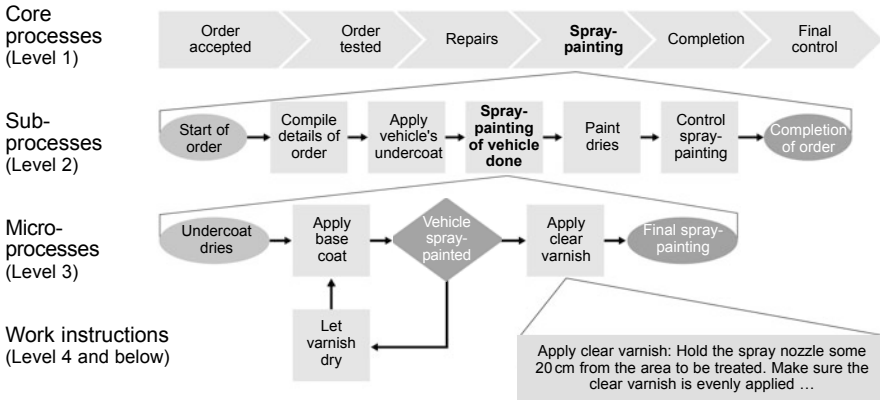 Core
processes
(Level 1)
Order
accepted
Order
tested
Repairs
Spray-
painting
Completion
Final
control
Sub-
processes
(Level 2)
Start of
order
Compile
details of
order
Apply
vehicle's
undercoat
Spray-
painting
of vehicle
done
Paint
dries
Control
spray-
painting
Completion
of order
Micro-
processes
(Level 3)
Undercoat
dries
Apply
base
coat
Vehicle
spray-
painted
Apply
clear
varnish
Final spray-
painting
Work instructions
(Level 4 and below)
Let
varnish
dry
Apply clear varnish: Hold the spray nozzle some
20 cm from the area to be treated. Make sure the
clear varnish is evenly applied …